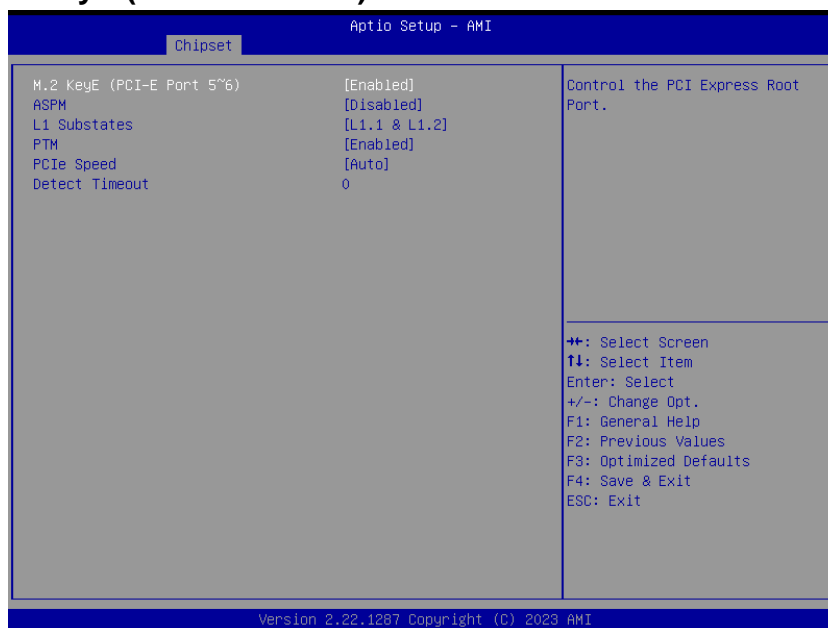 Aptio Setup – AMI
Chipset
M.2 KeyE (PCI-E Port 5~6) [Enabled]
ASPM [Disabled]
L1 Substates [L1.1 & L1.2]
PTM [Enabled]
PCIe Speed [Auto]
Detect Timeout 0
Control the PCI Express Root
Port.
→←: Select Screen
↑↓: Select Item
Enter: Select
+/-: Change Opt.
F1: General Help
F2: Previous Values
F3: Optimized Defaults
F4: Save & Exit
ESC: Exit
Version 2.22.1287 Copyright (C) 2023 AMI